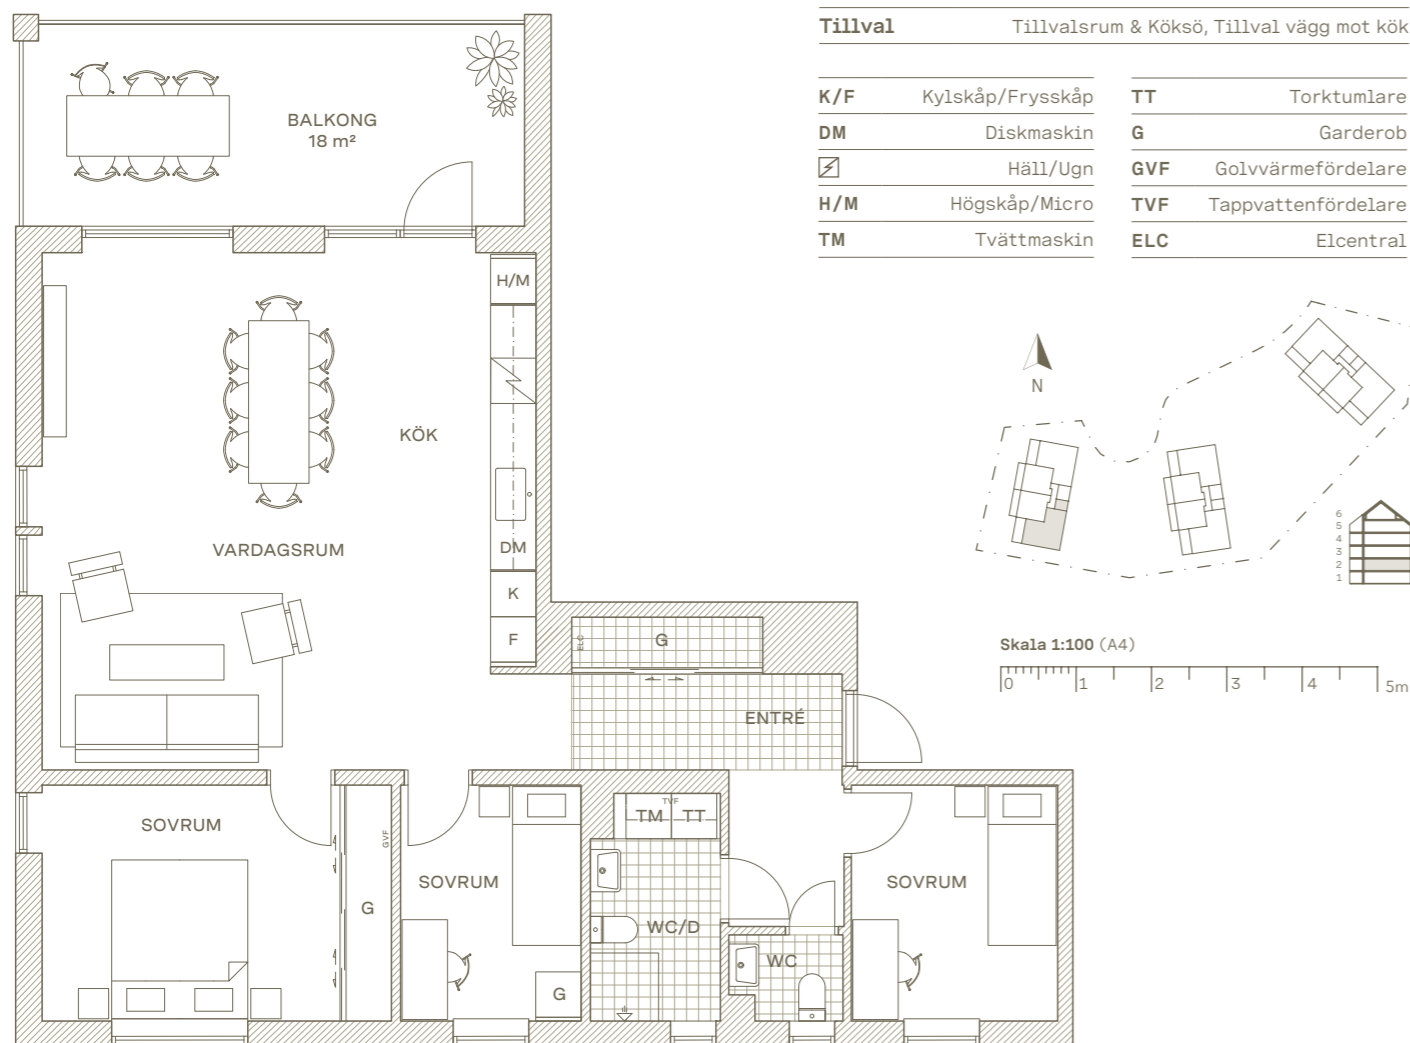 Tillval Tillvalsrum & Köksö, Tillval vägg mot kök
K/F Kylskåp/Frysskåp
DM Diskmaskin
Häll/Ugn
H/M Högskåp/Micro
TM Tvättmaskin
TT Torktumlare
G Garderob
GVF Golvvärmefördelare
TVF Tappvattenfördelare
ELC Elcentral
BALKONG
18 m²
H/M
KÖK
VARDAGSRUM
DM
K
F
ELC
G
ENTRÉ
N
6
5
4
3
2
1
Skala 1:100 (A4)
0 1 2 3 4 5m
SOVRUM
GVF
G
SOVRUM
G
TVF
TM TT
WC/D
WC
SOVRUM